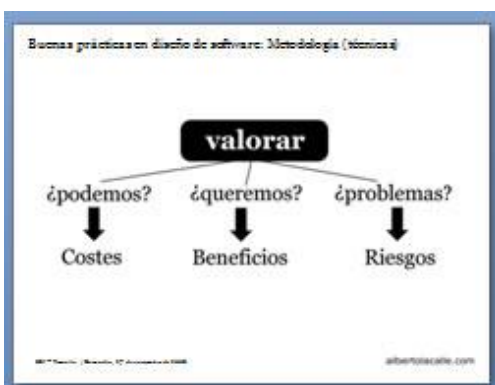 Buenas prácticas en diseño de software: Metodología (técnicas)
valorar
¿podemos? ¿queremos? ¿problemas?
Costes Beneficios Riesgos
albertolacalle.com